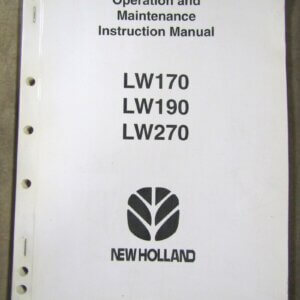 Operation and
Maintenance
Instruction Manual
LW170
LW190
LW270
NEW HOLLAND